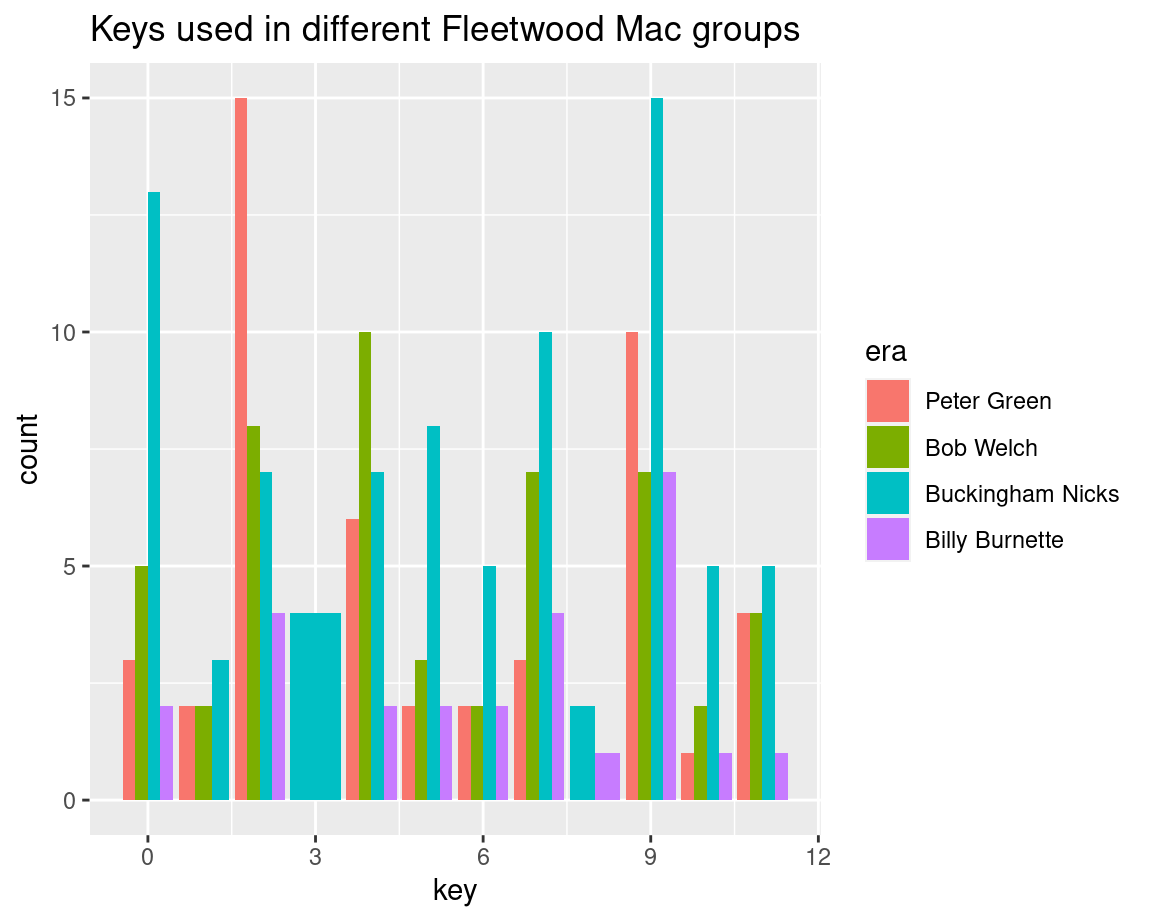 Keys used in different Fleetwood Mac groups
15
10
5
0
count
0 3 6 9 12
key
era
Peter Green
Bob Welch
Buckingham Nicks
Billy Burnette